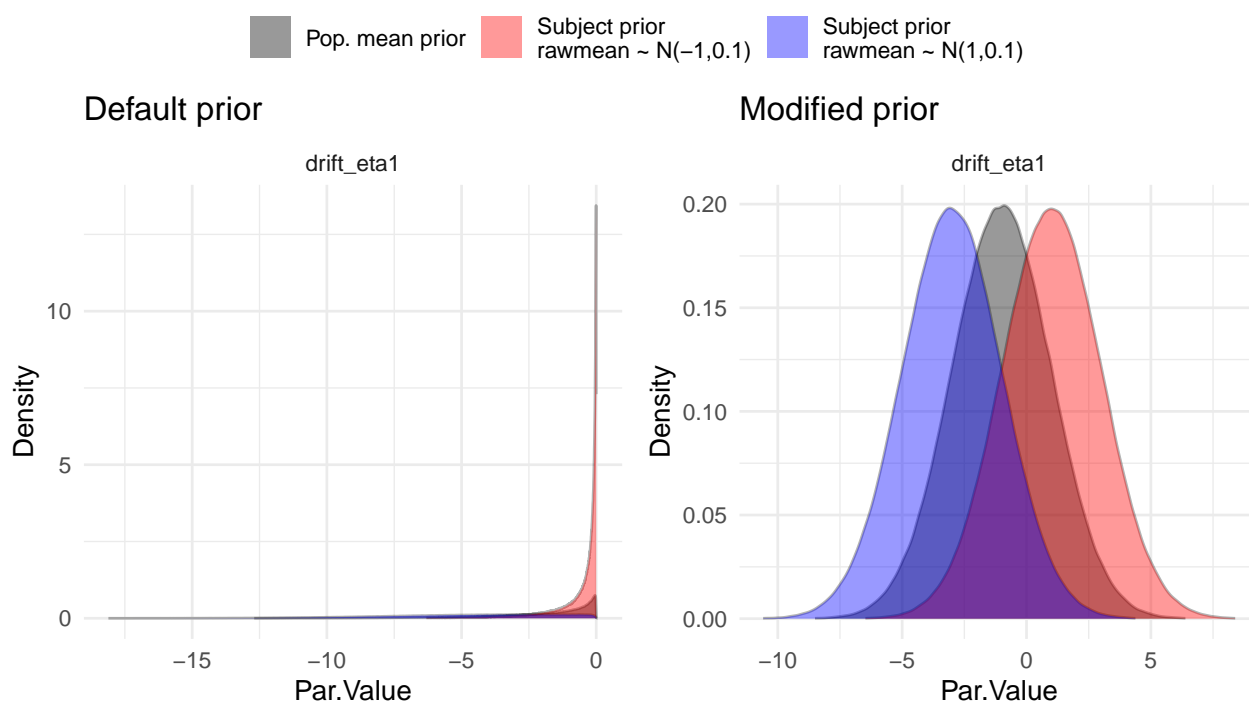 Pop. mean prior
Subject prior
rawmean ~ N(−1,0.1)
Subject prior
rawmean ~ N(1,0.1)
Default prior
drift_eta1
Density
10
5
0
−15
−10
−5
0
Par.Value
Modified prior
drift_eta1
Density
0.20
0.15
0.10
0.05
0.00
−10
−5
0
5
Par.Value